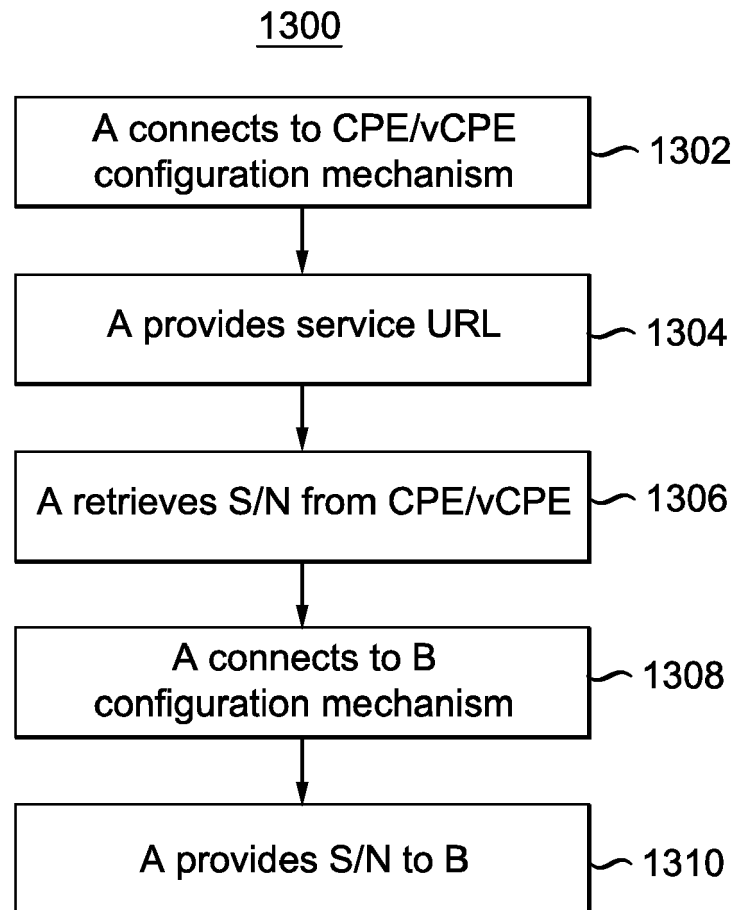 1300
A connects to CPE/vCPE
configuration mechanism
1302
A provides service URL
1304
A retrieves S/N from CPE/vCPE
1306
A connects to B
configuration mechanism
1308
A provides S/N to B
1310